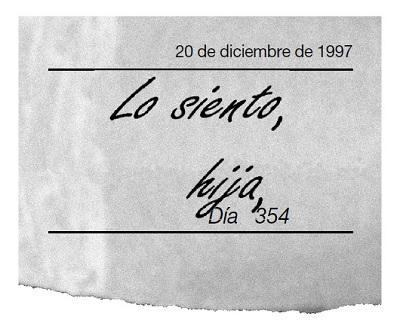 20 de diciembre de 1997
Lo siento,
hija,
Día 354